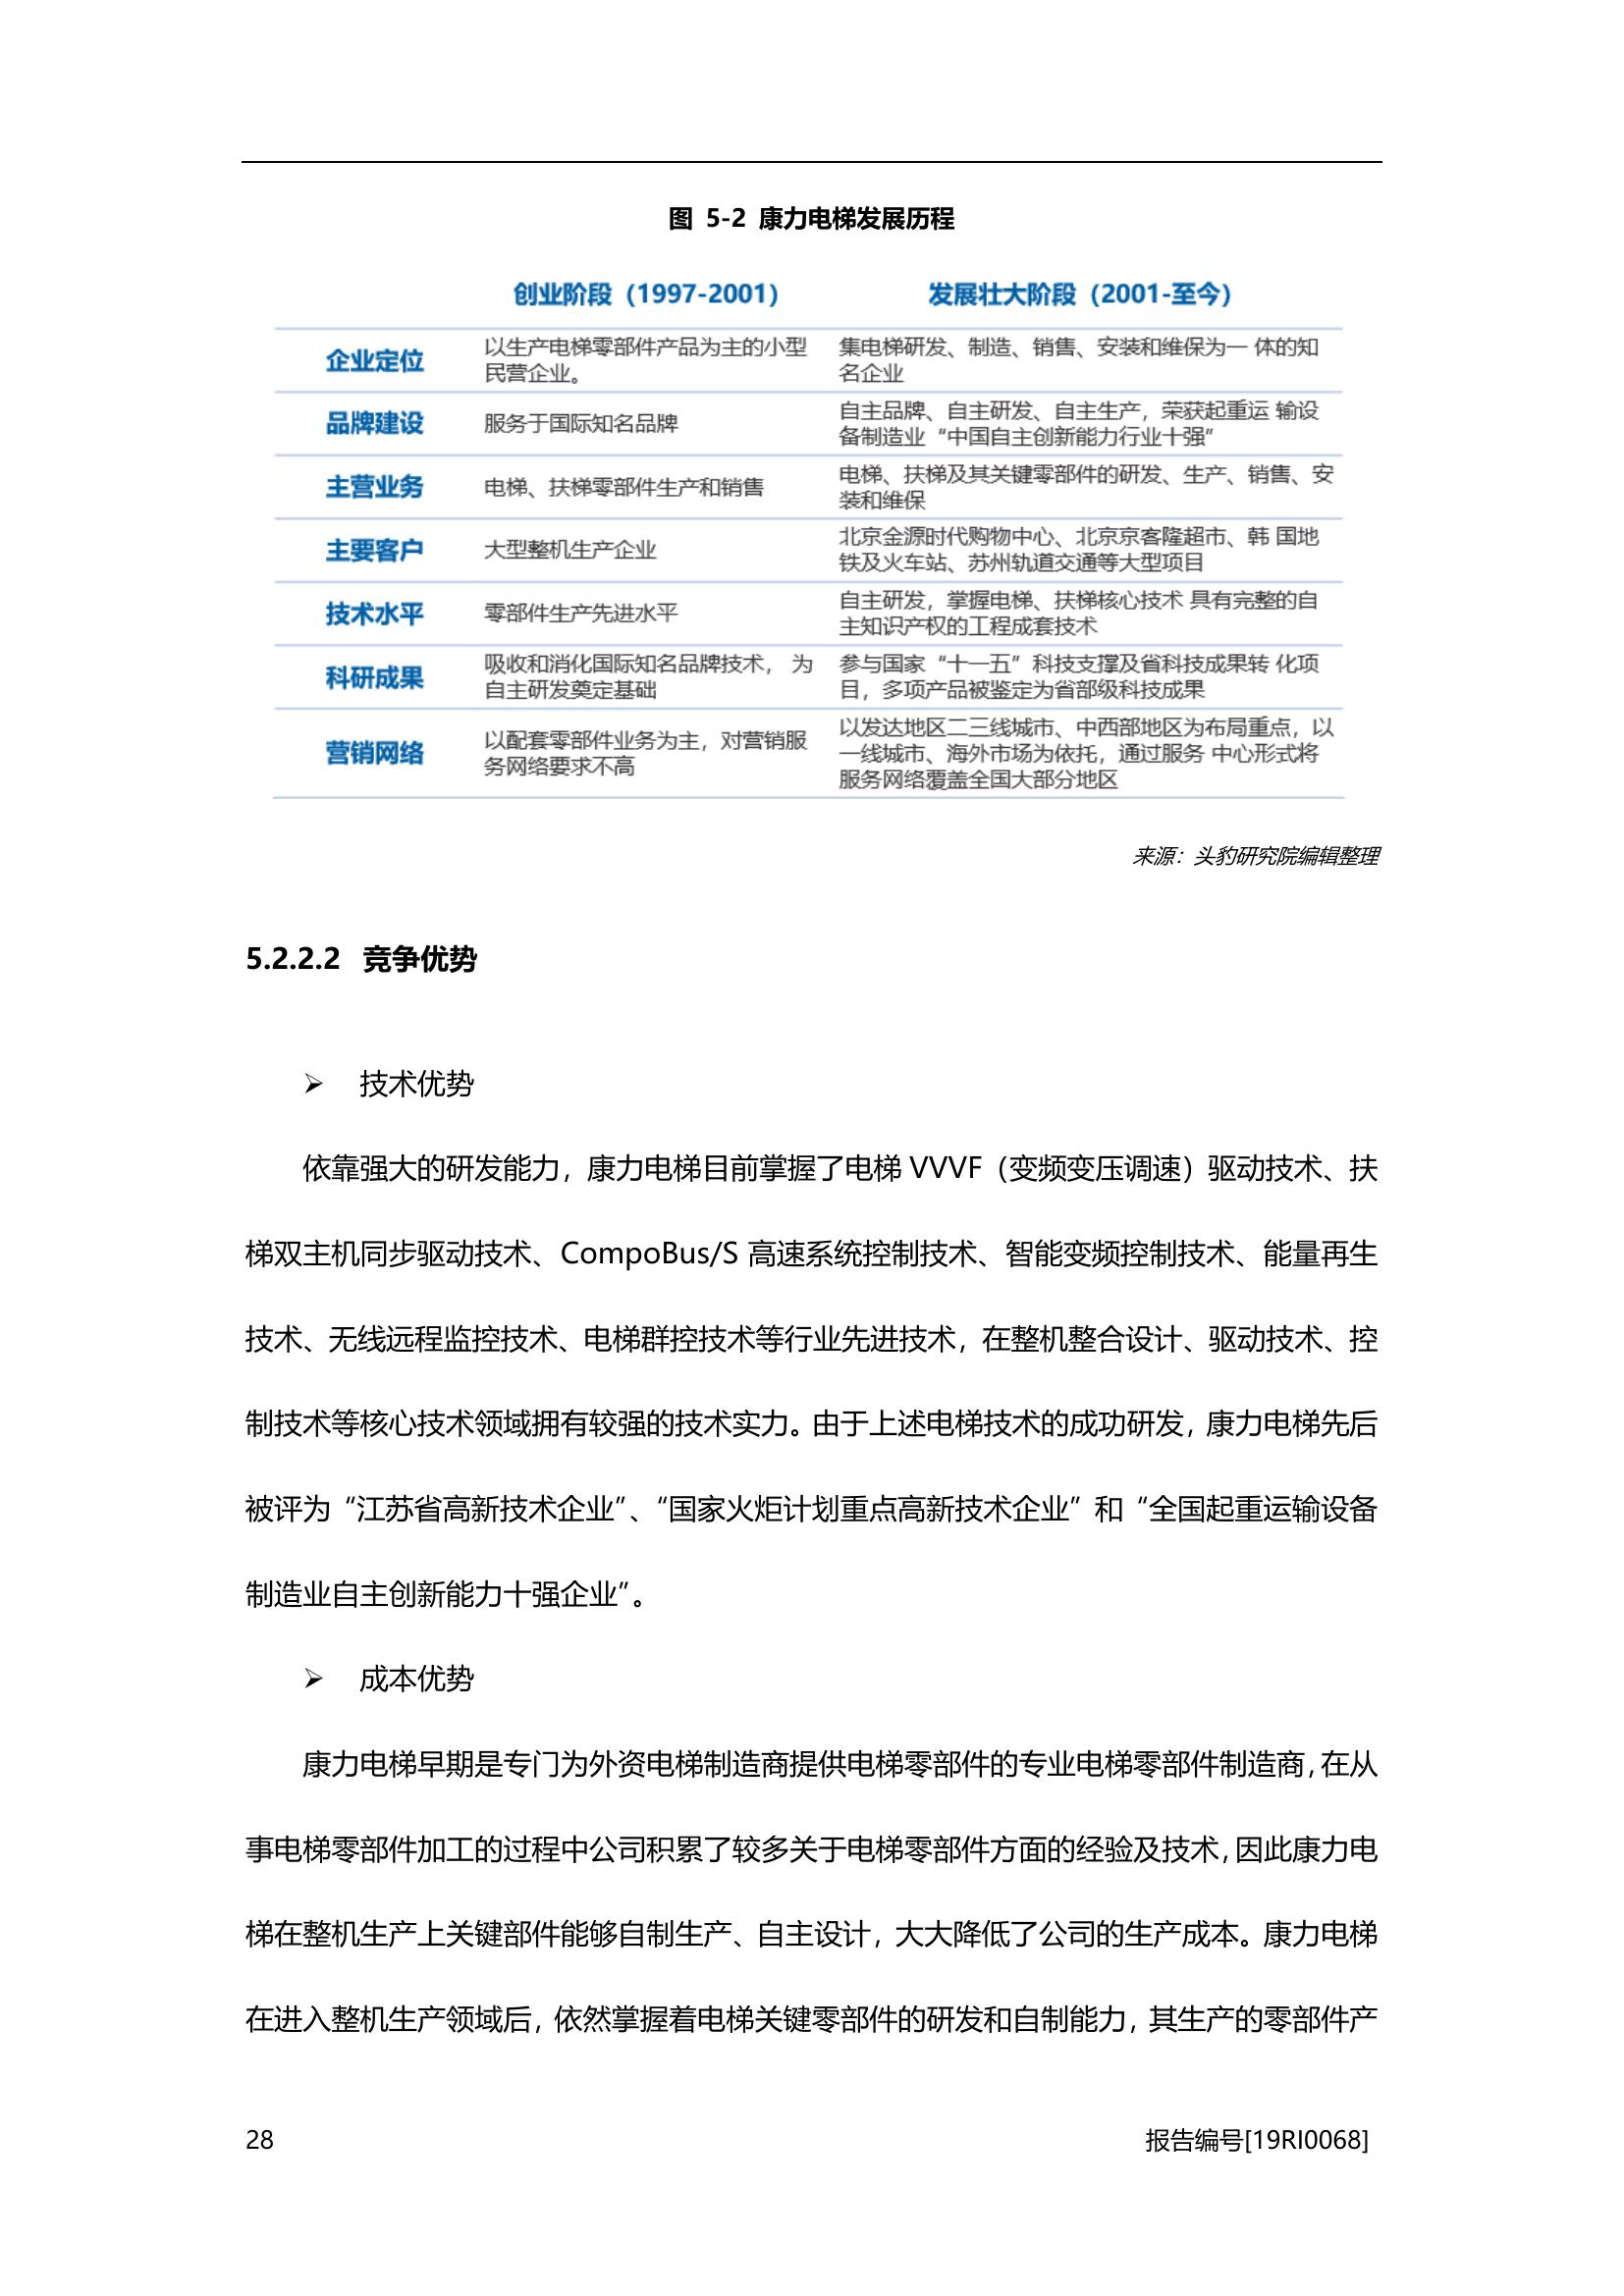 图 5-2 康力电梯发展历程
创业阶段（1997-2001） 发展壮大阶段（2001-至今）
企业定位
以生产电梯零部件产品为主的小型
民营企业。
集电梯研发、制造、销售、安装和维保为一 体的知
名企业
品牌建设
服务于国际知名品牌
自主品牌、自主研发、自主生产，荣获起重运 输设
备制造业“中国自主创新能力行业十强”
主营业务
电梯、扶梯零部件生产和销售
电梯、扶梯及其关键零部件的研发、生产、销售、安
装和维保
主要客户
大型整机生产企业
北京金源时代购物中心、北京京客隆超市、韩 国地
铁及火车站、苏州轨道交通等大型项目
技术水平
零部件生产先进水平
自主研发，掌握电梯、扶梯核心技术 具有完整的自
主知识产权的工程成套技术
科研成果
吸收和消化国际知名品牌技术， 为
自主研发奠定基础
参与国家“十一五”科技支撑及省科技成果转 化项
目，多项产品被鉴定为省部级科技成果
营销网络
以配套零部件业务为主，对营销服
务网络要求不高
以发达地区二三线城市、中西部地区为布局重点，以
一线城市、海外市场为依托，通过服务 中心形式将
服务网络覆盖全国大部分地区
来源：头豹研究院编辑整理
5.2.2.2 竞争优势
➢ 技术优势
依靠强大的研发能力，康力电梯目前掌握了电梯 VVVF（变频变压调速）驱动技术、扶
梯双主机同步驱动技术、CompoBus/S 高速系统控制技术、智能变频控制技术、能量再生
技术、无线远程监控技术、电梯群控技术等行业先进技术，在整机整合设计、驱动技术、控
制技术等核心技术领域拥有较强的技术实力。由于上述电梯技术的成功研发，康力电梯先后
被评为“江苏省高新技术企业”、“国家火炬计划重点高新技术企业”和“全国起重运输设备
制造业自主创新能力十强企业”。
➢ 成本优势
康力电梯早期是专门为外资电梯制造商提供电梯零部件的专业电梯零部件制造商，在从
事电梯零部件加工的过程中公司积累了较多关于电梯零部件方面的经验及技术，因此康力电
梯在整机生产上关键部件能够自制生产、自主设计，大大降低了公司的生产成本。康力电梯
在进入整机生产领域后，依然掌握着电梯关键零部件的研发和自制能力，其生产的零部件产
28 报告编号[19RI0068]